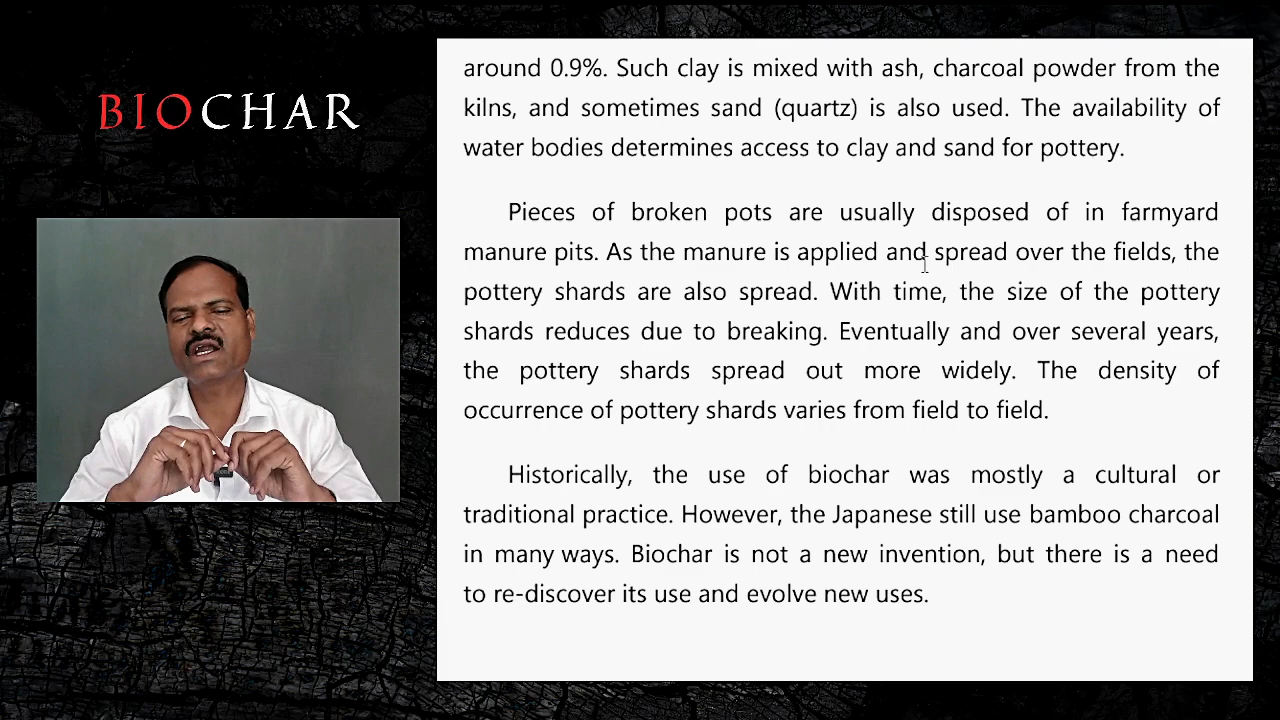 BIOCHAR
around 0.9%. Such clay is mixed with ash, charcoal powder from the
kilns, and sometimes sand (quartz) is also used. The availability of
water bodies determines access to clay and sand for pottery.
Pieces of broken pots are usually disposed of in farmyard
manure pits. As the manure is applied and spread over the fields, the
pottery shards are also spread. With time, the size of the pottery
shards reduces due to breaking. Eventually and over several years,
the pottery shards spread out more widely. The density of
occurrence of pottery shards varies from field to field.
Historically, the use of biochar was mostly a cultural or
traditional practice. However, the Japanese still use bamboo charcoal
in many ways. Biochar is not a new invention, but there is a need
to re-discover its use and evolve new uses.